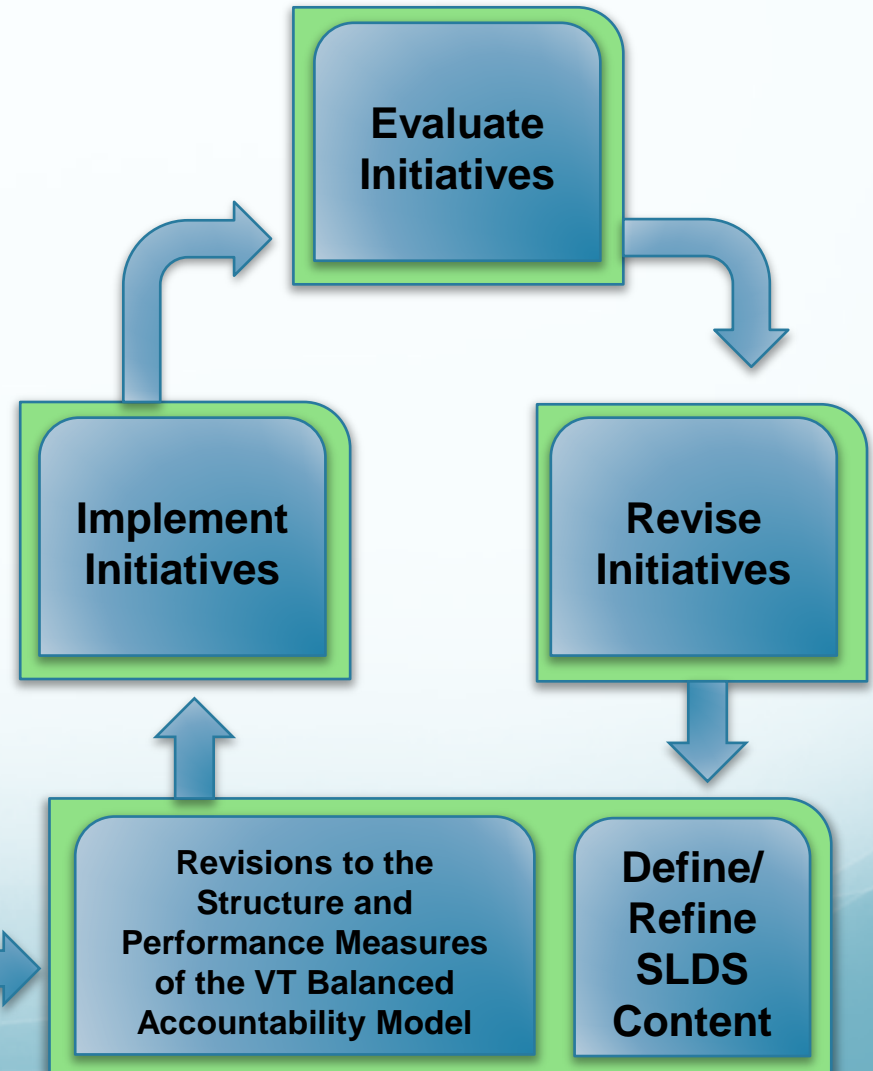 Evaluate
Initiatives
Implement
Initiatives
Revise
Initiatives
Revisions to the
Structure and
Performance Measures
of the VT Balanced
Accountability Model
Define/
Refine
SLDS
Content